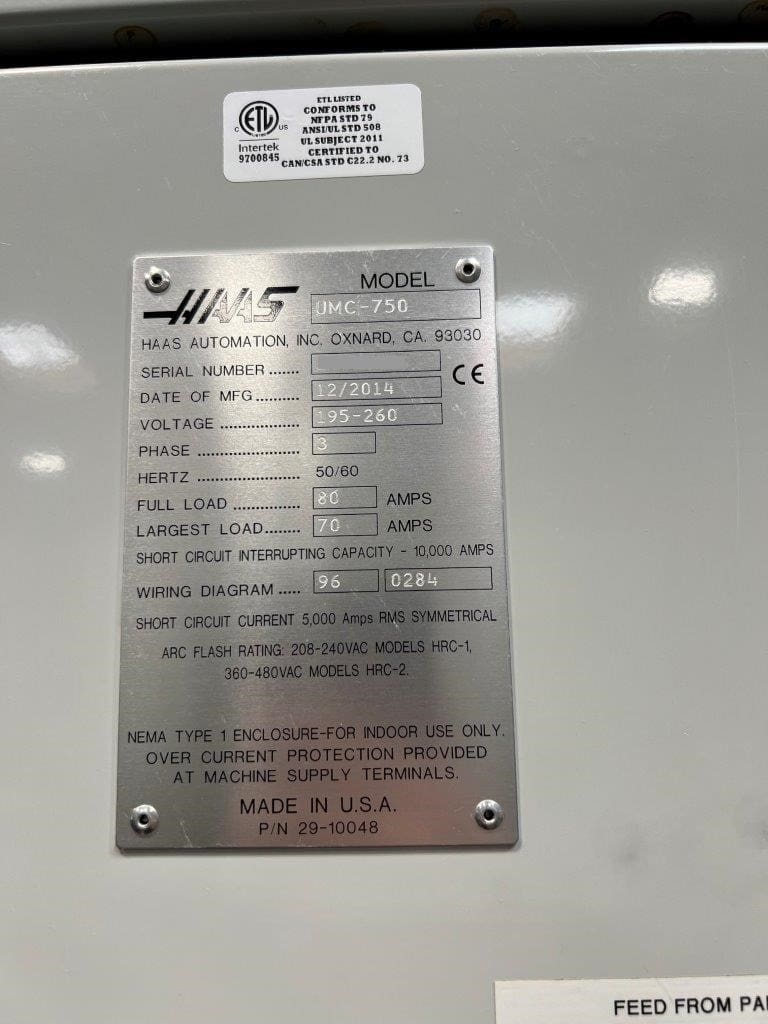 ETL LISTED
CONFORMS TO
NFPA STD 79
ANSI/UL STD 508
UL SUBJECT 2011
CERTIFIED TO
CAN/CSA STD C22.2 NO. 73
C ETL US
Intertek
9700845
MODEL
HAAS UMC-750
HAAS AUTOMATION, INC. OXNARD, CA. 93030
SERIAL NUMBER .......
CE
DATE OF MFG.......... 12/2014
VOLTAGE .................. 195-260
PHASE ....................... 3
HERTZ ....................... 50/60
FULL LOAD ............... 80 AMPS
LARGEST LOAD........ 70 AMPS
SHORT CIRCUIT INTERRUPTING CAPACITY - 10,000 AMPS
WIRING DIAGRAM ..... 96 0284
SHORT CIRCUIT CURRENT 5,000 Amps RMS SYMMETRICAL
ARC FLASH RATING: 208-240VAC MODELS HRC-1,
360-480VAC MODELS HRC-2.
NEMA TYPE 1 ENCLOSURE-FOR INDOOR USE ONLY.
OVER CURRENT PROTECTION PROVIDED
AT MACHINE SUPPLY TERMINALS.
MADE IN U.S.A.
P/N 29-10048
FEED FROM PA